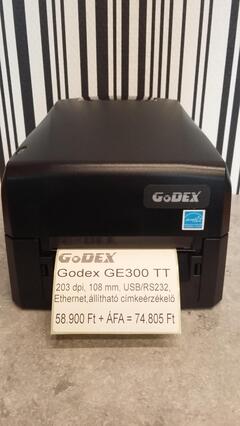 GoDEX
GoDEX
Godex GE300 TT
203 dpi, 108 mm, USB/RS232,
Ethernet,állítható címkeérzékelő
58.900 Ft + ÁFA = 74.805 Ft